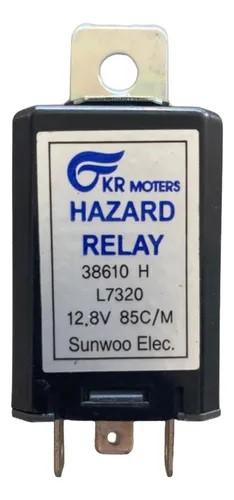 KR MOTERS
HAZARD
RELAY
38610 H
L7320
12,8V 85C/M
Sunwoo Elec.